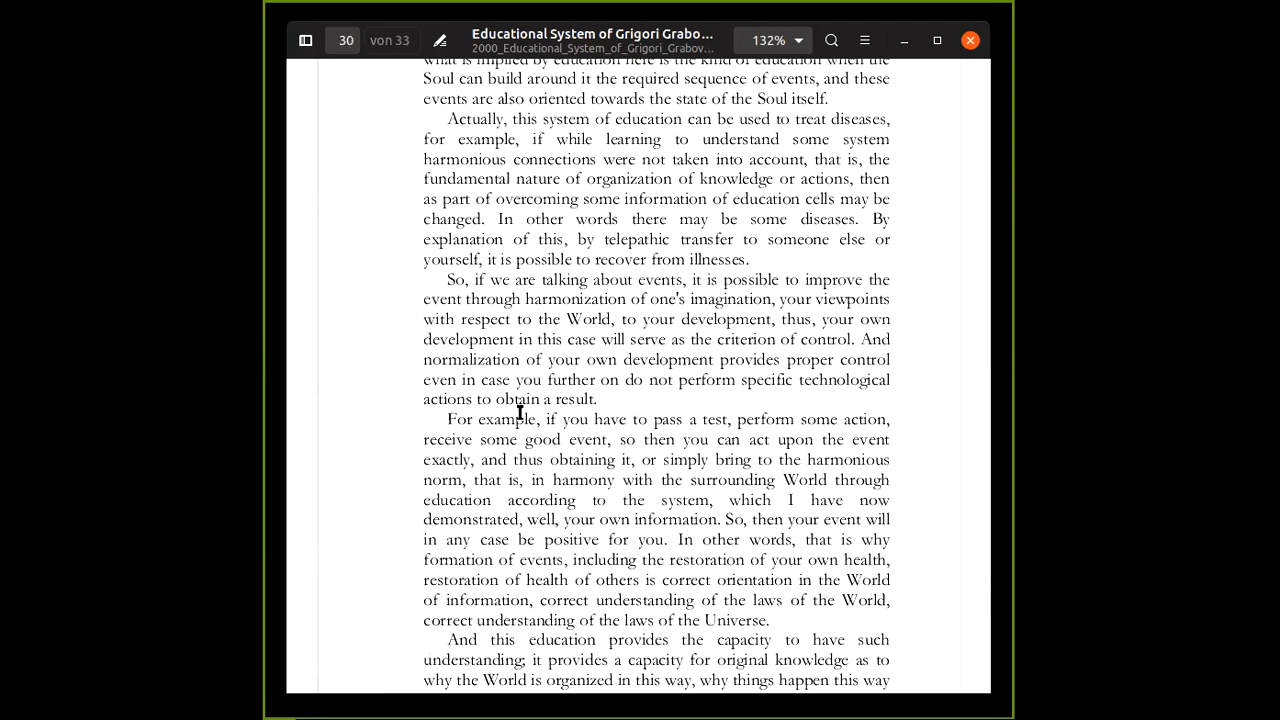 30
von 33
Educational System of Grigori Grabo...
2000_Educational_System_of_Grigori_Grabov...
132%
what is implied by education here is the kind of education when the
Soul can build around it the required sequence of events, and these
events are also oriented towards the state of the Soul itself.
Actually, this system of education can be used to treat diseases,
for example, if while learning to understand some system
harmonious connections were not taken into account, that is, the
fundamental nature of organization of knowledge or actions, then
as part of overcoming some information of education cells may be
changed. In other words there may be some diseases. By
explanation of this, by telepathic transfer to someone else or
yourself, it is possible to recover from illnesses.
So, if we are talking about events, it is possible to improve the
event through harmonization of one's imagination, your viewpoints
with respect to the World, to your development, thus, your own
development in this case will serve as the criterion of control. And
normalization of your own development provides proper control
even in case you further on do not perform specific technological
actions to obtain a result.
For example, if you have to pass a test, perform some action,
receive some good event, so then you can act upon the event
exactly, and thus obtaining it, or simply bring to the harmonious
norm, that is, in harmony with the surrounding World through
education according to the system, which I have now
demonstrated, well, your own information. So, then your event will
in any case be positive for you. In other words, that is why
formation of events, including the restoration of your own health,
restoration of health of others is correct orientation in the World
of information, correct understanding of the laws of the World,
correct understanding of the laws of the Universe.
And this education provides the capacity to have such
understanding; it provides a capacity for original knowledge as to
why the World is organized in this way, why things happen this way